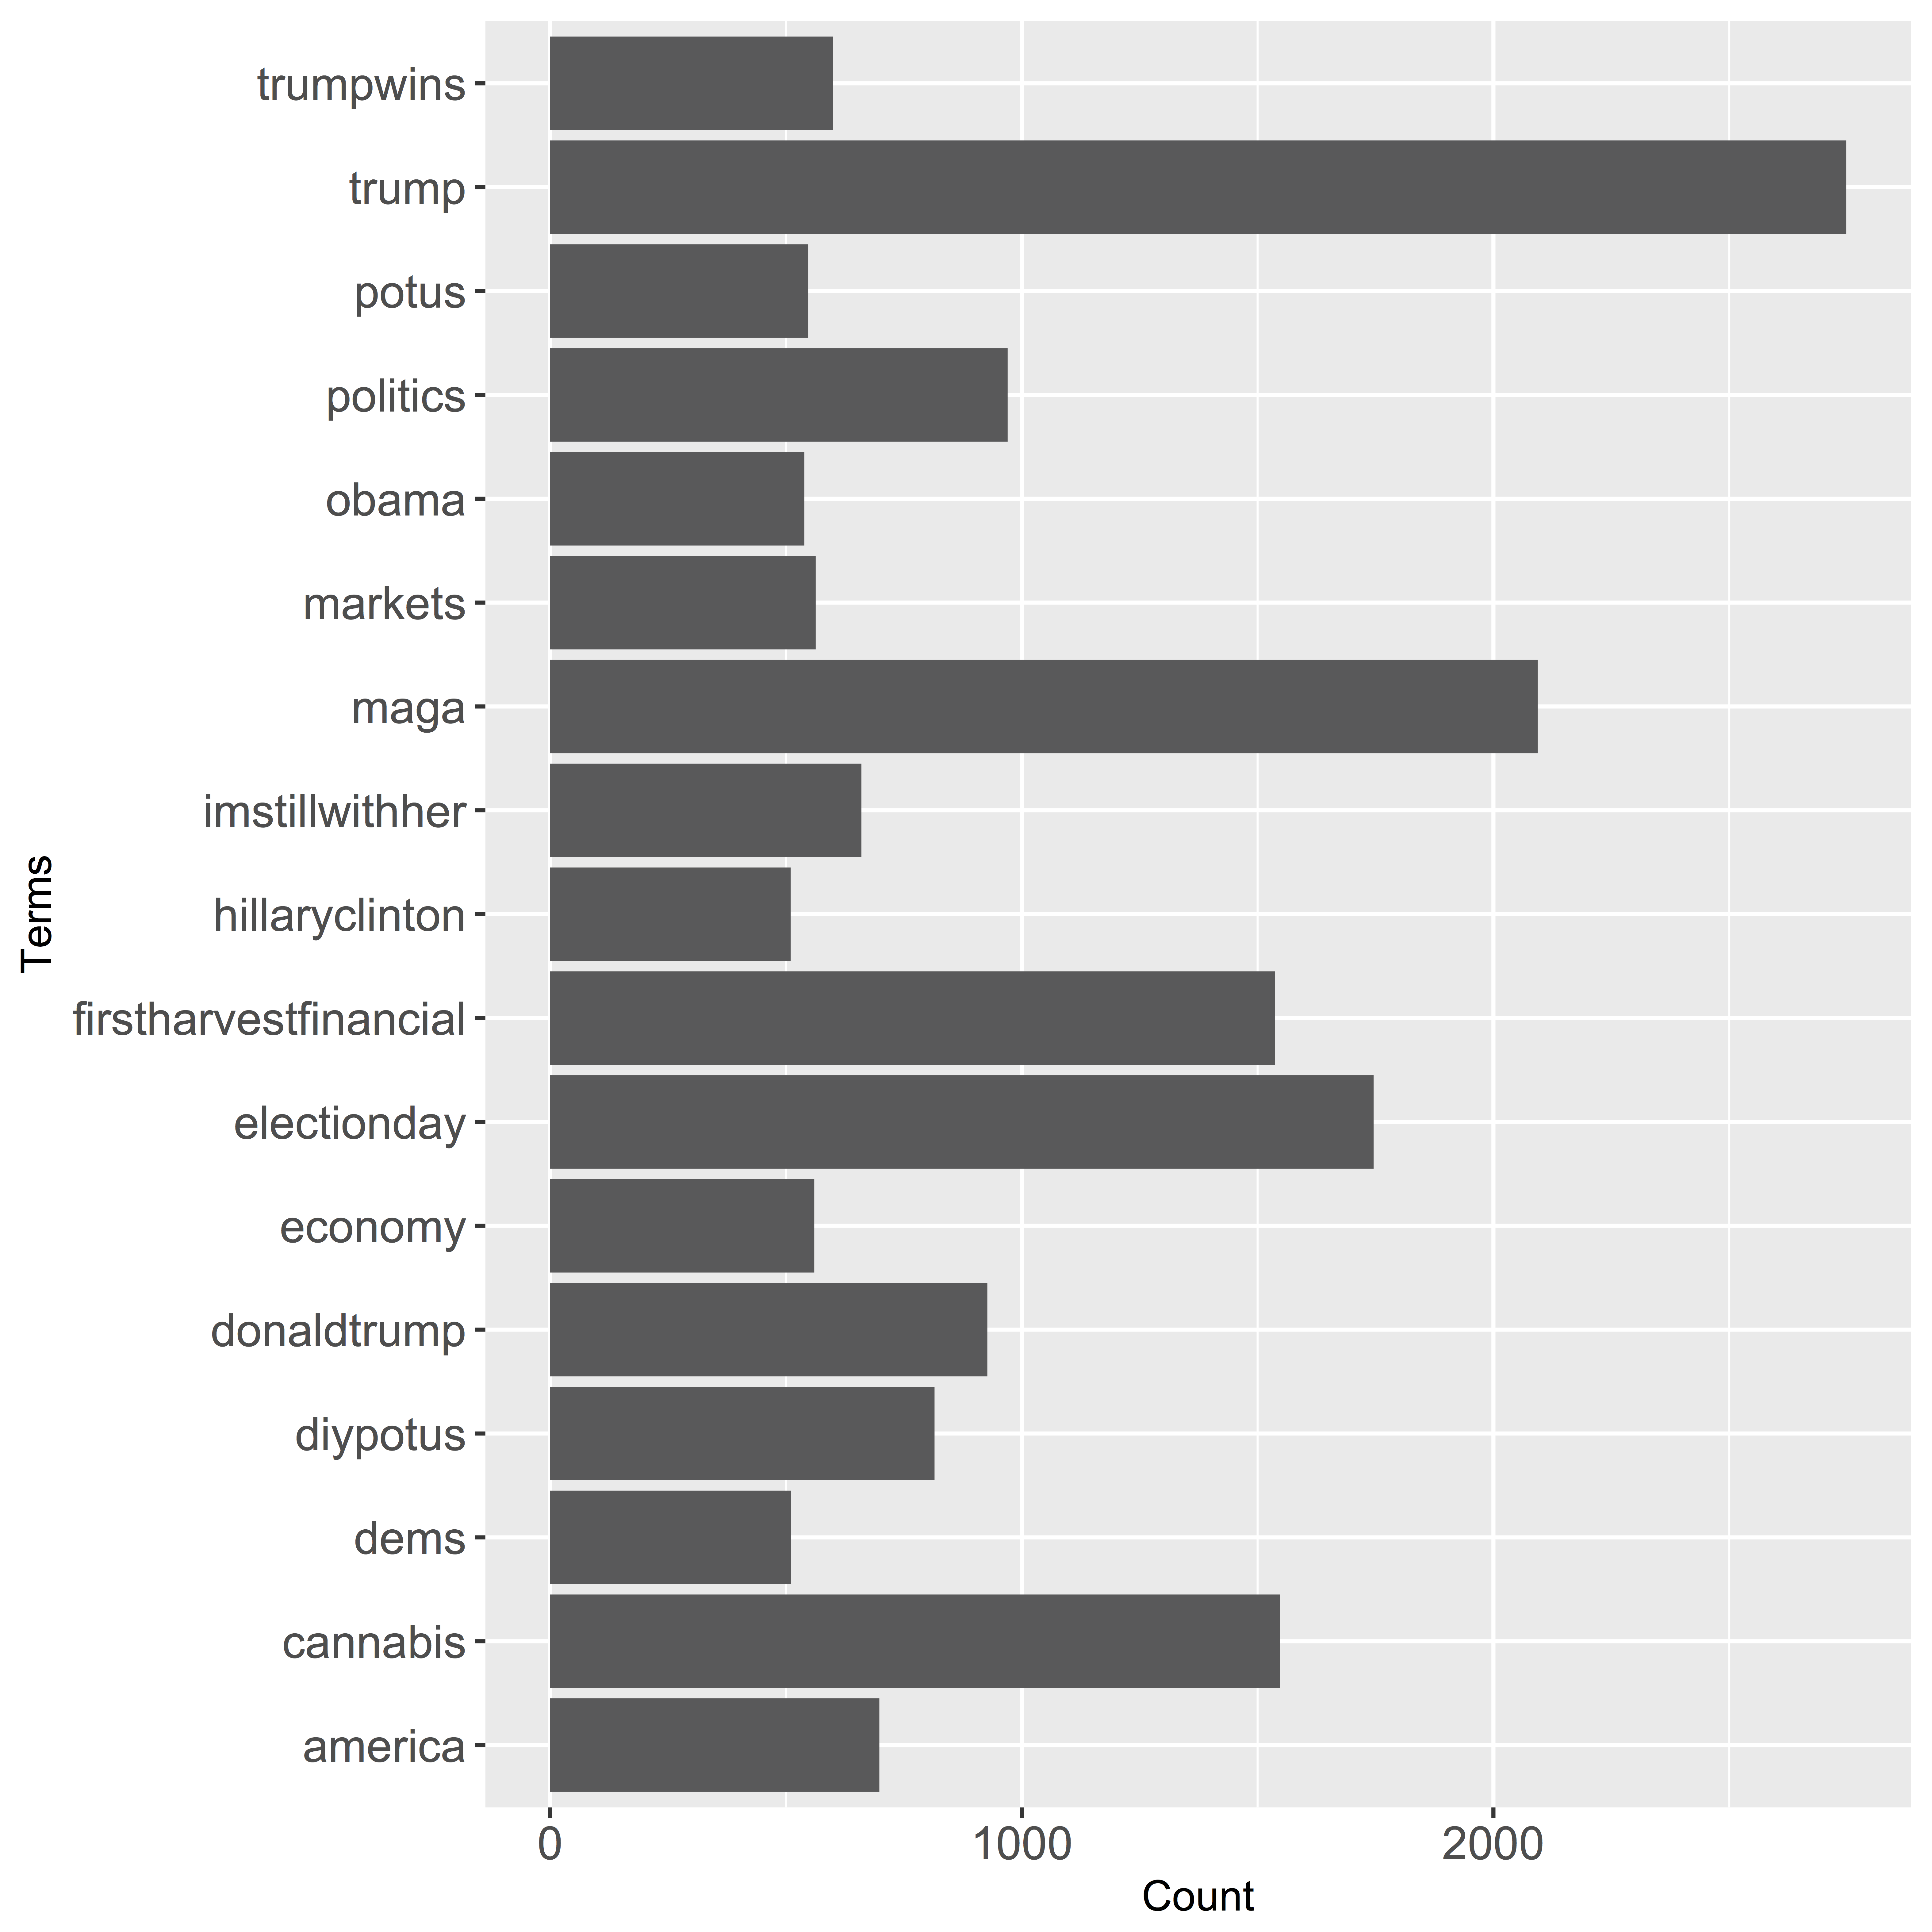 trumpwins
trump
potus
politics
obama
markets
maga
imstillwithher
hillaryclinton
firstharvestfinancial
electionday
economy
donaldtrump
diypotus
dems
cannabis
america
Terms
0 1000 2000
Count